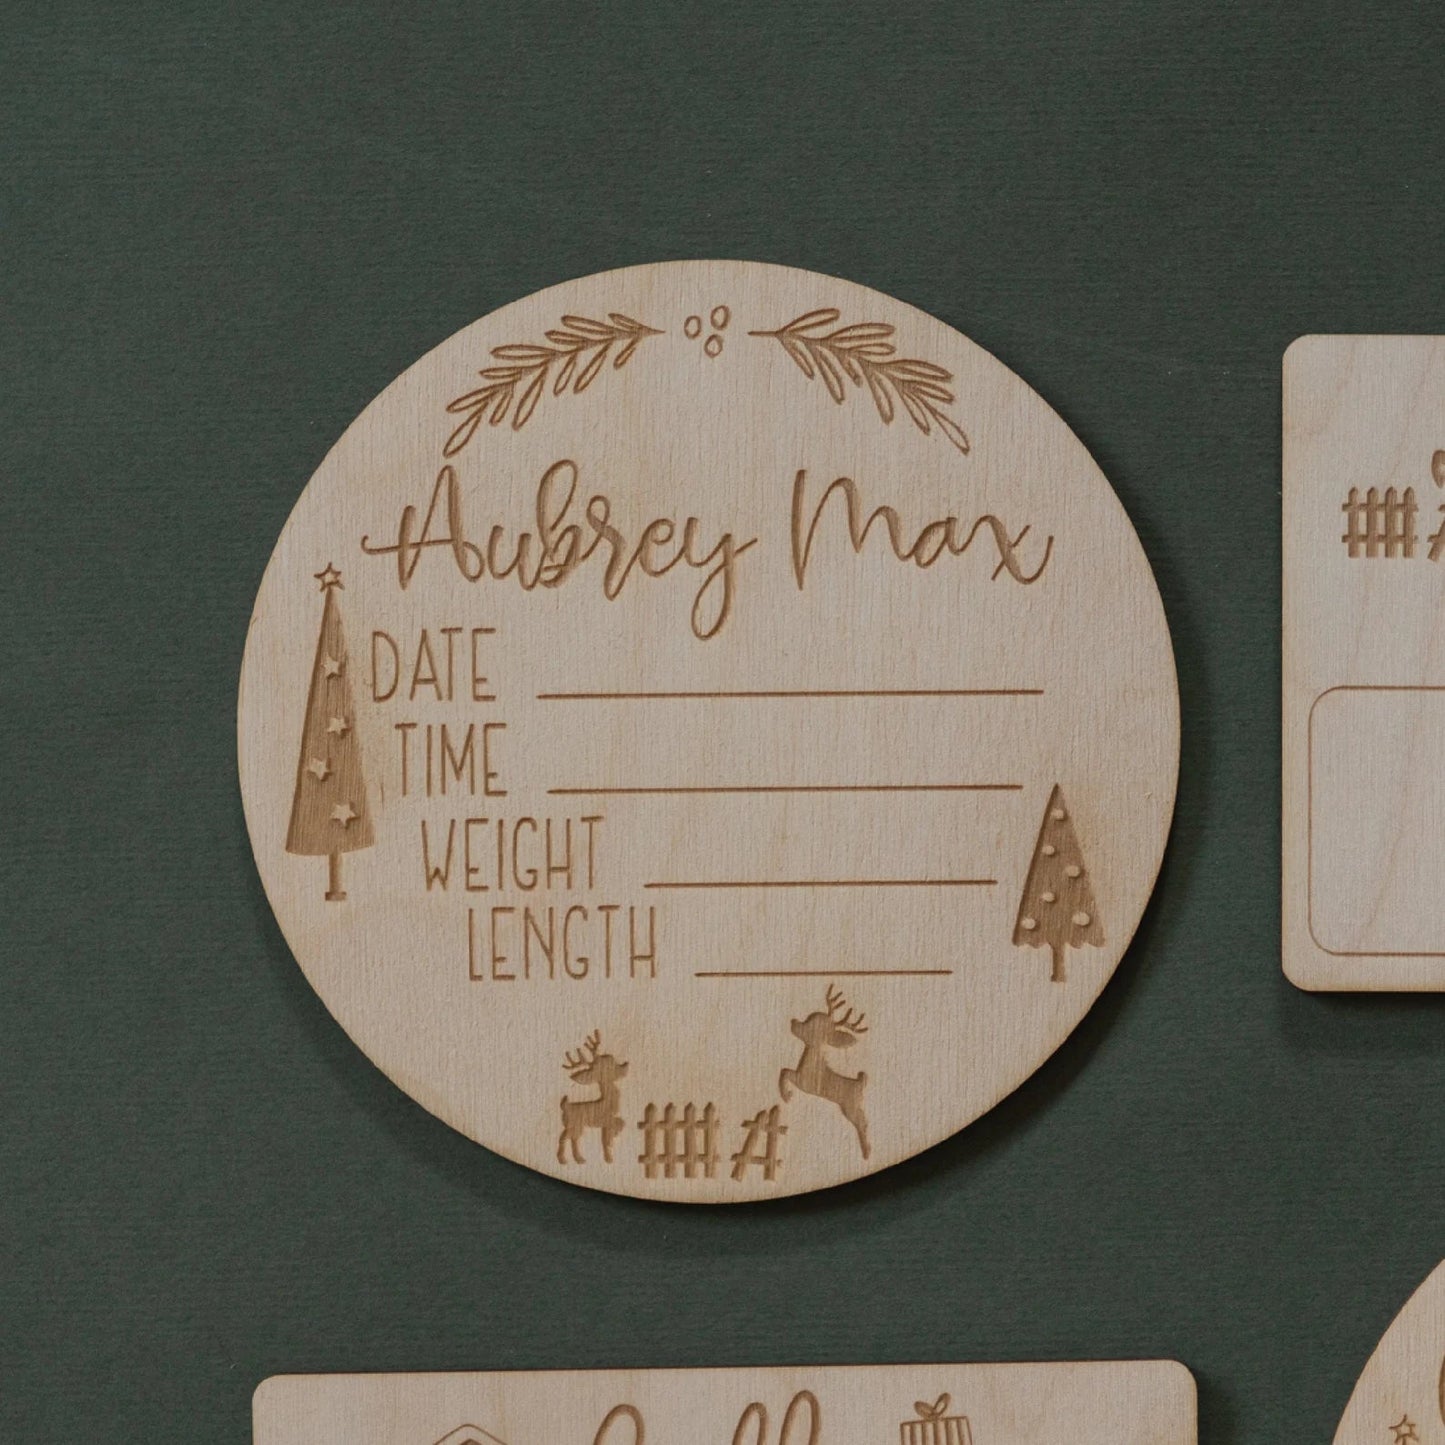 Aubrey Max
DATE
TIME
WEIGHT
LENGTH